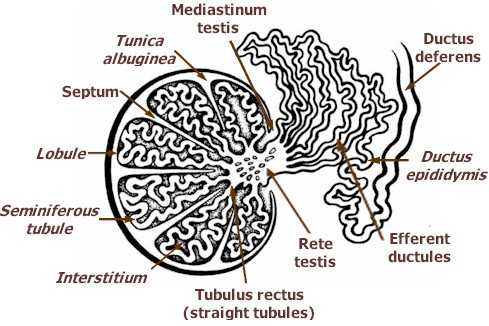 Mediastinum
testis
Tunica
albuginea
Ductus
deferens
Septum
Lobule
Ductus
epididymis
Seminiferous
tubule
Rete
testis
Efferent
ductules
Interstitium
Tubulus rectus
(straight tubules)